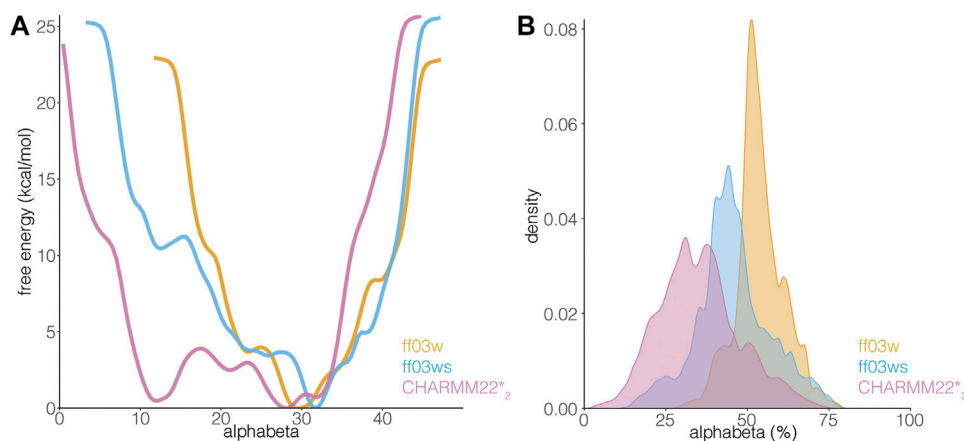 A
free energy (kcal/mol)
25
20
15
10
5
0
0
10
20
30
40
alphabeta
ff03w
ff03ws
CHARMM22*₂
B
density
0.08
0.06
0.04
0.02
0.00
0
25
50
75
100
alphabeta (%)
ff03w
ff03ws
CHARMM22*₂